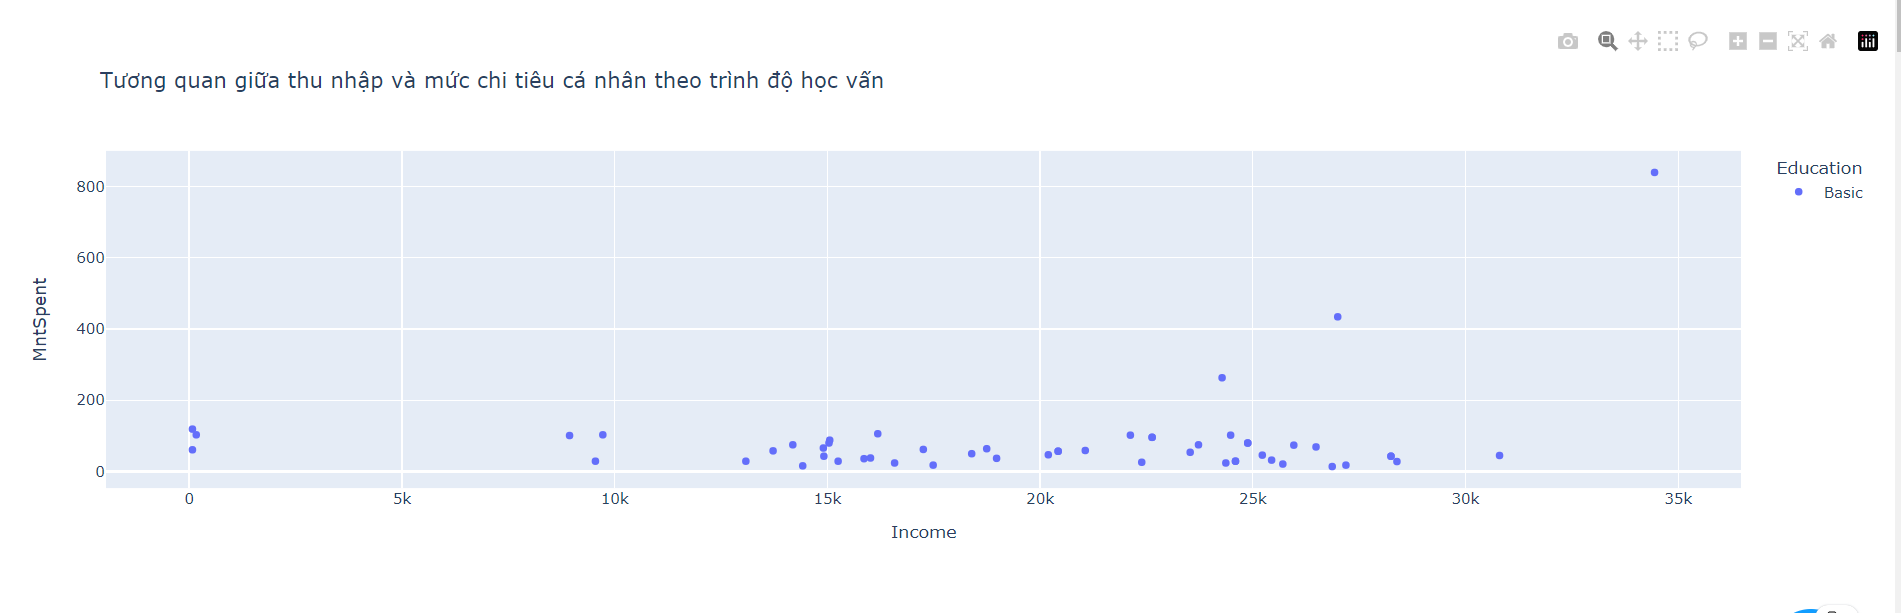 Tương quan giữa thu nhập và mức chi tiêu cá nhân theo trình độ học vấn
Education
Basic
800
600
400
200
0
MntSpent
0 5k 10k 15k 20k 25k 30k 35k
Income